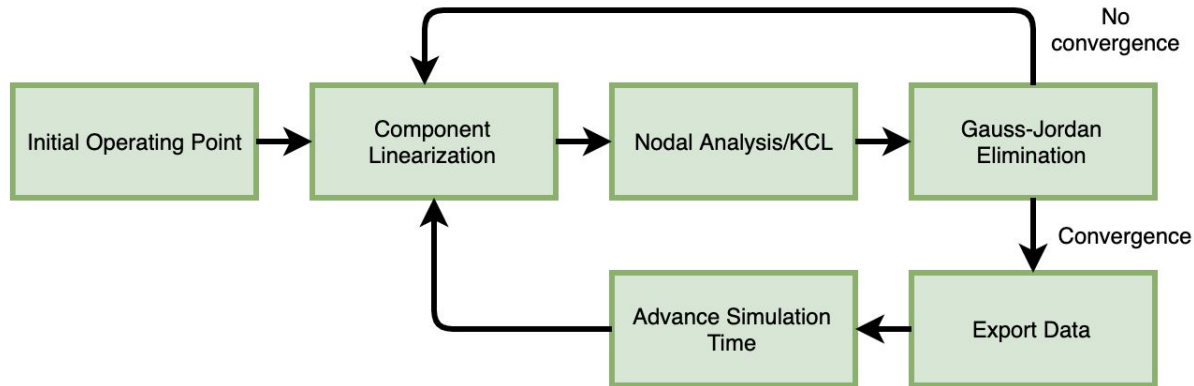 No
convergence
Initial Operating Point
Component
Linearization
Nodal Analysis/KCL
Gauss-Jordan
Elimination
Convergence
Advance Simulation
Time
Export Data